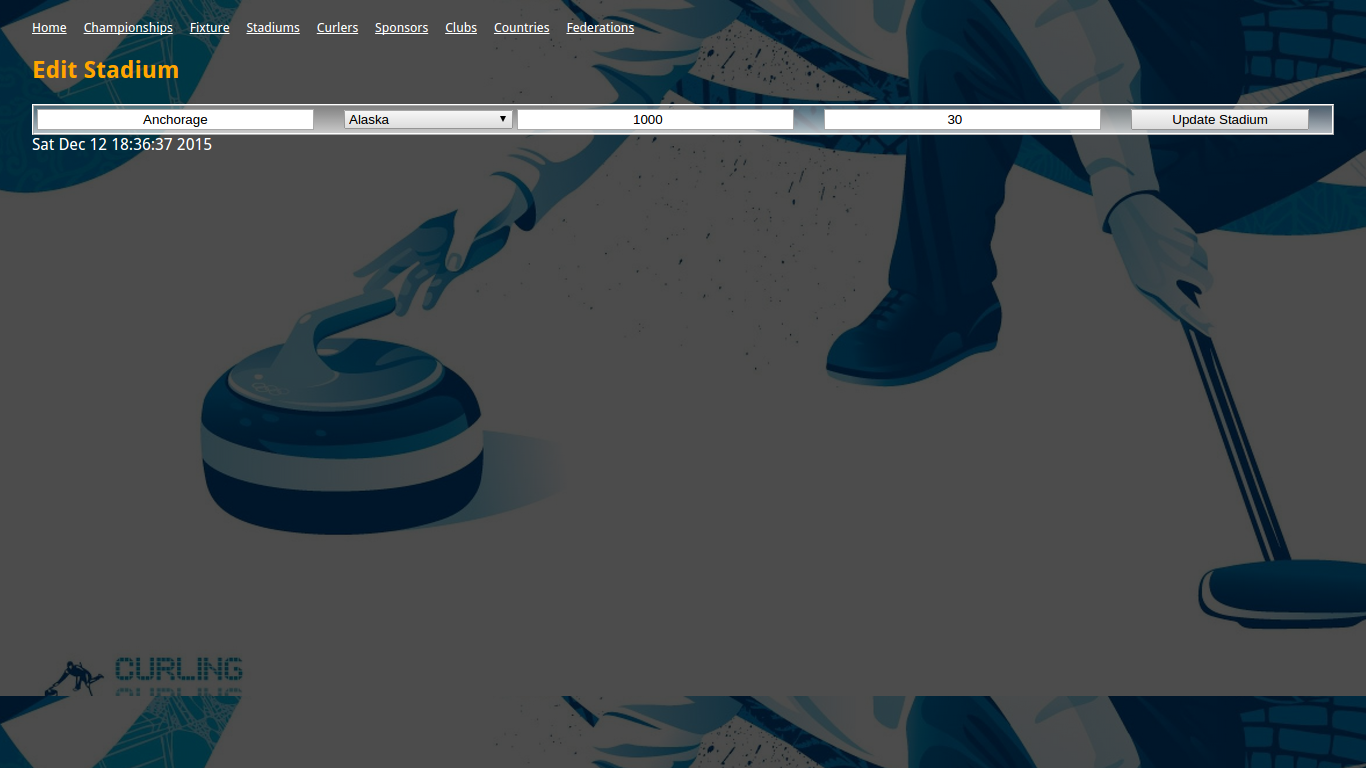 Home Championships Fixture Stadiums Curlers Sponsors Clubs Countries Federations
Edit Stadium
Anchorage Alaska 1000 30 Update Stadium
Sat Dec 12 18:36:37 2015
CURLING